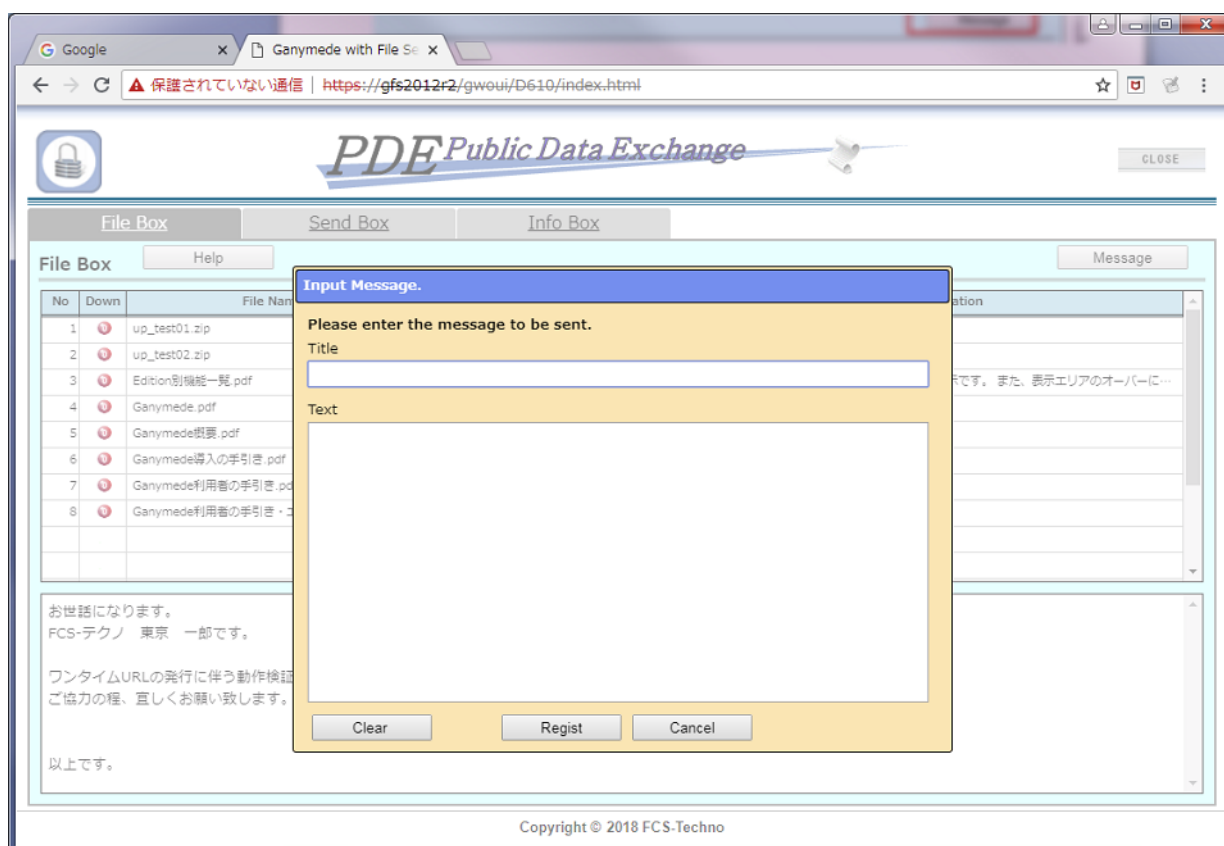 Message
Google
Ganymede with File Se
保護されていない通信 | https://gfs2012r2/gwoui/D610/index.html
PDE Public Data Exchange
CLOSE
File Box Send Box Info Box
File Box Help Message
Input Message.
No Down File Nam ation
Please enter the message to be sent.
1 up_test01.zip
Title
2 up_test02.zip
3 Edition別機能一覧.pdf 示です。 また、表示エリアのオーバーに…
4 Ganymede.pdf
Text
5 Ganymede概要.pdf
6 Ganymede導入の手引き.pdf
7 Ganymede利用者の手引き.pd
8 Ganymede利用者の手引き・エ
お世話になります。
FCS-テクノ 東京 一郎です。
ワンタイムURLの発行に伴う動作検証
ご協力の程、宜しくお願い致します。
Clear Regist Cancel
以上です。
Copyright © 2018 FCS-Techno